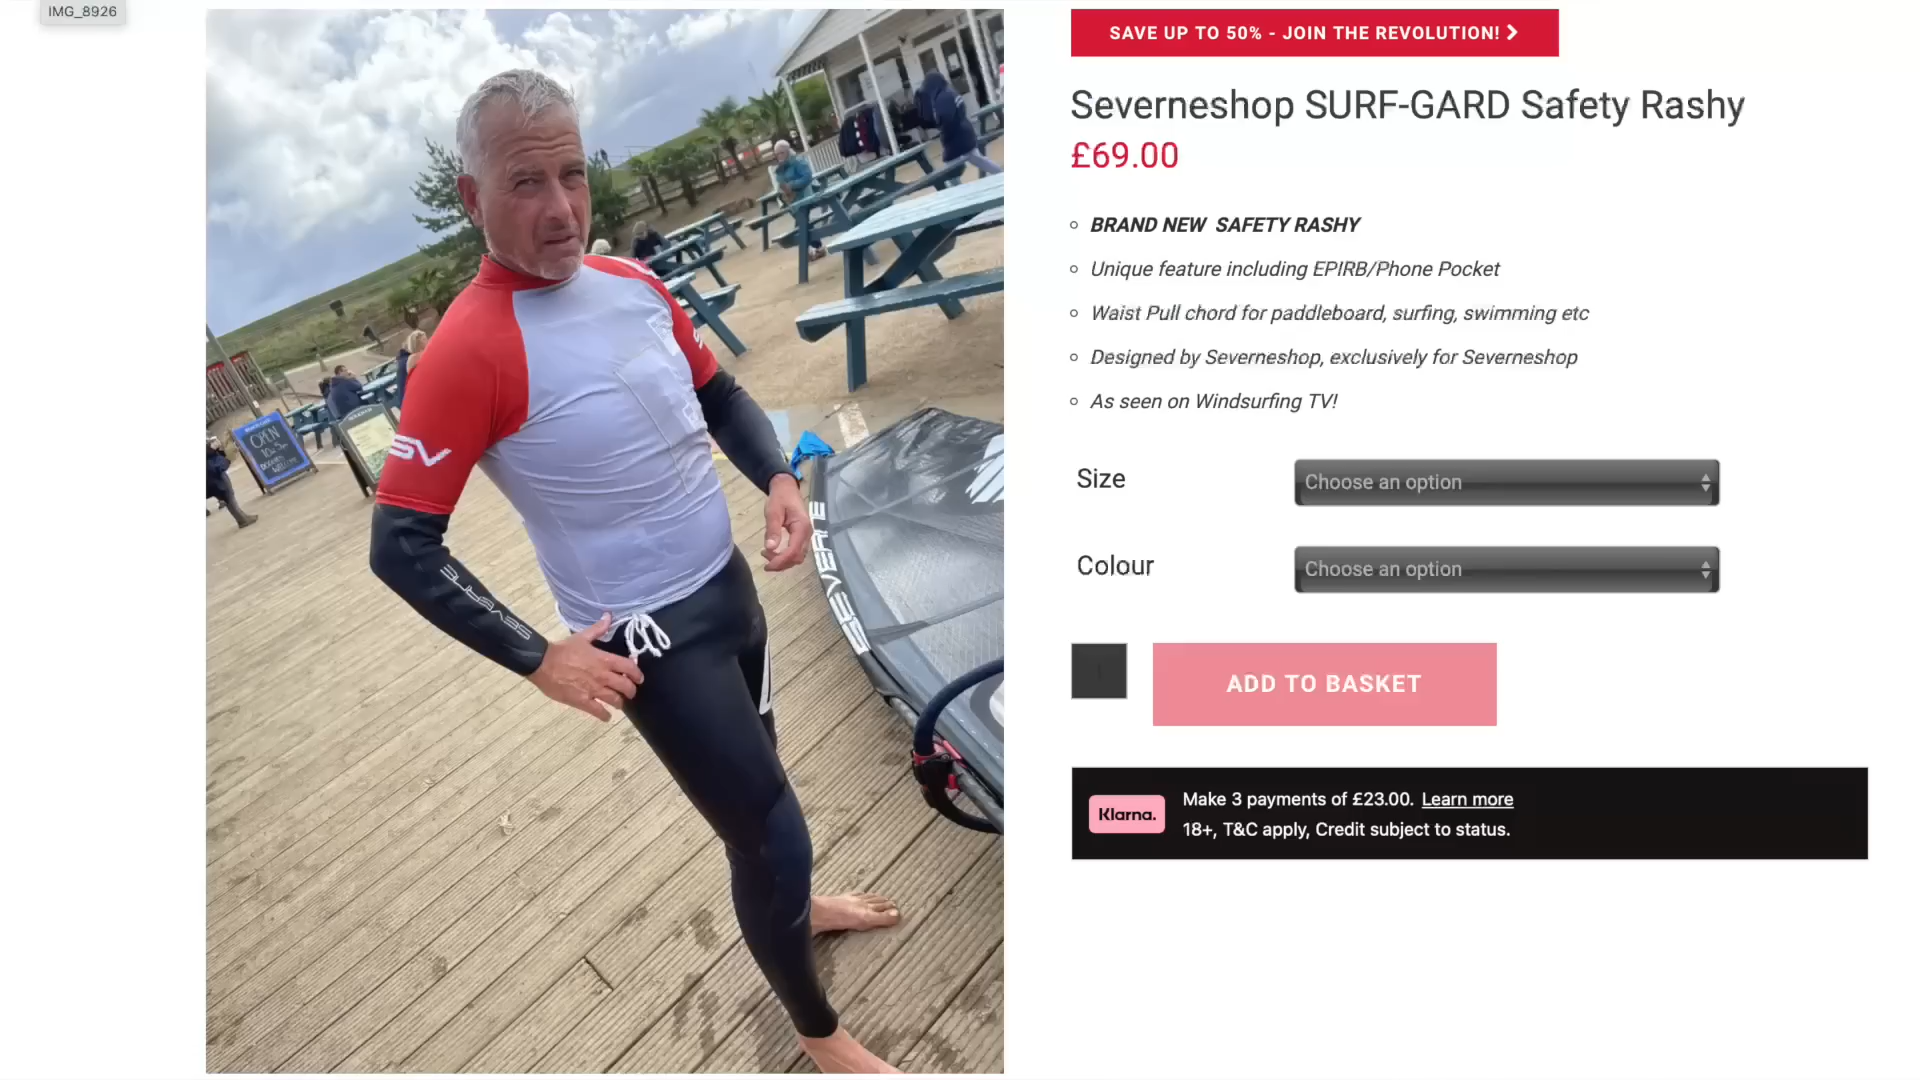 IMG_8926
SAVE UP TO 50% - JOIN THE REVOLUTION!
Severneshop SURF-GARD Safety Rashy
£69.00
BRAND NEW SAFETY RASHY
Unique feature including EPIRB/Phone Pocket
Waist Pull chord for paddleboard, surfing, swimming etc
Designed by Severneshop, exclusively for Severneshop
As seen on Windsurfing TV!
Size
Choose an option
Colour
Choose an option
1
ADD TO BASKET
Klarna.
Make 3 payments of £23.00. Learn more
18+, T&C apply, Credit subject to status.
OPEN
SEVERNE
SEVERNE